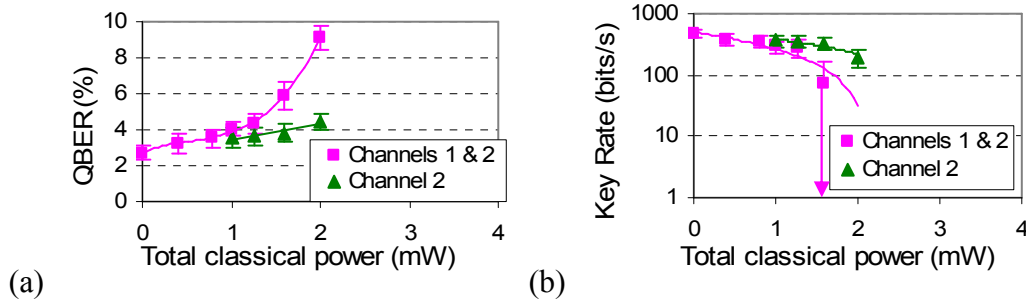 10
8
6
4
2
0
QBER (%)
0 1 2 3 4
Total classical power (mW)
Channels 1 & 2
Channel 2
(a)
1000
100
10
1
Key Rate (bits/s)
0 1 2 3 4
Total classical power (mW)
Channels 1 & 2
Channel 2
(b)